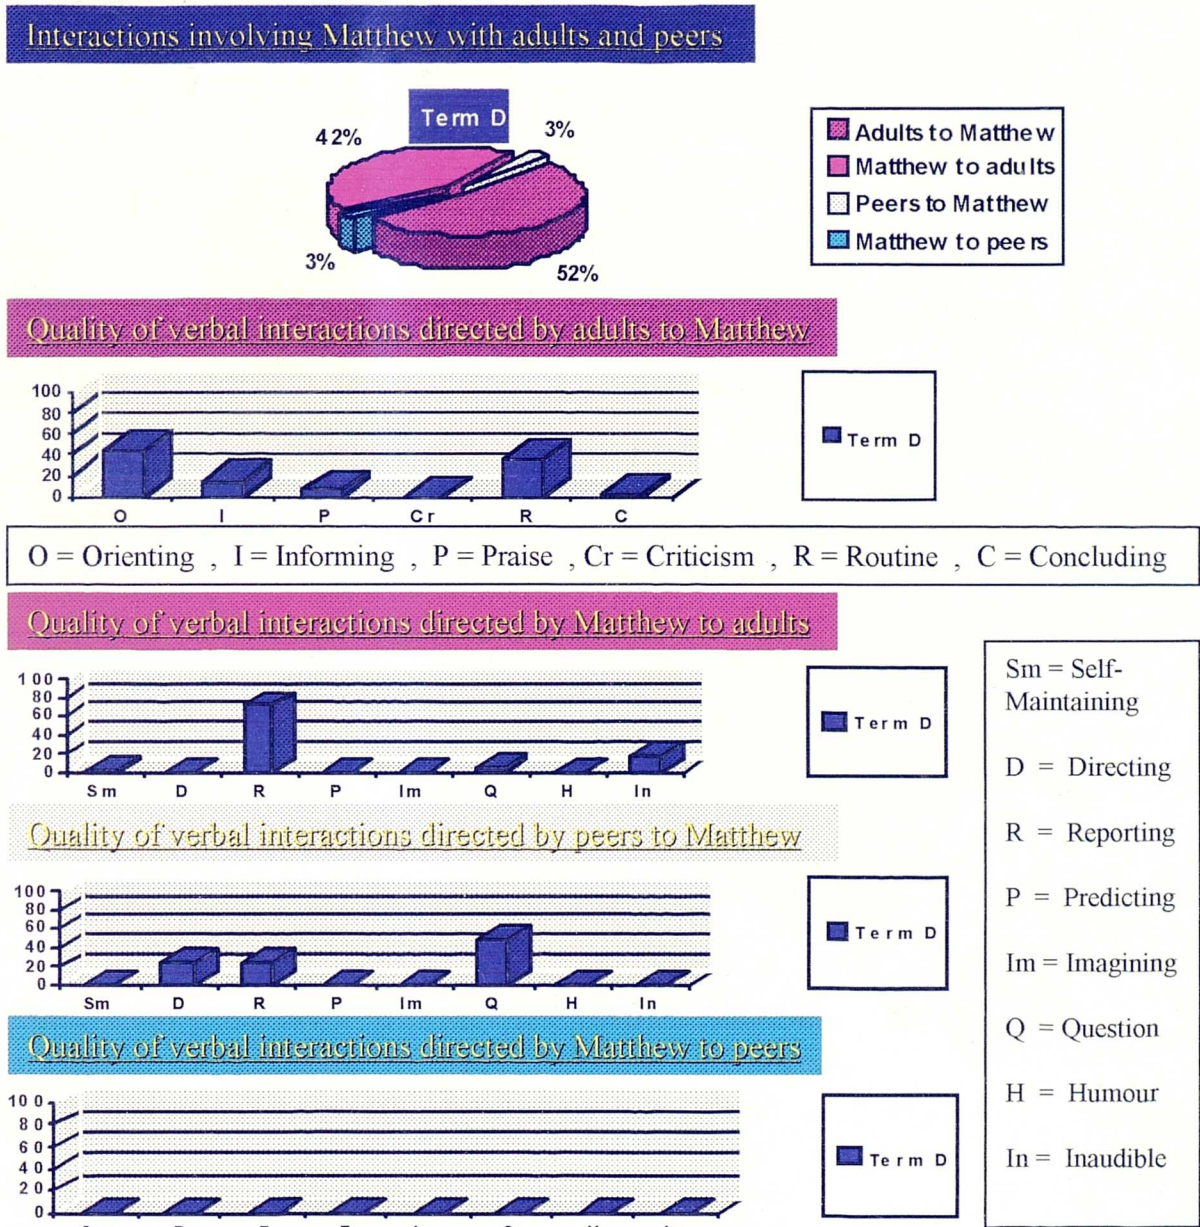 Interactions involving Matthew with adults and peers
Term D
42%
3%
3%
52%
Adults to Matthew
Matthew to adults
Peers to Matthew
Matthew to peers
Quality of verbal interactions directed by adults to Matthew
100
80
60
40
20
0
O I P Cr R C
Term D
O = Orienting , I = Informing , P = Praise , Cr = Criticism , R = Routine , C = Concluding
Quality of verbal interactions directed by Matthew to adults
100
80
60
40
20
0
Sm D R P Im Q H In
Term D
Quality of verbal interactions directed by peers to Matthew
100
80
60
40
20
0
Sm D R P Im Q H In
Term D
Quality of verbal interactions directed by Matthew to peers
100
80
60
40
20
0
Term D
Sm = Self-
Maintaining
D = Directing
R = Reporting
P = Predicting
Im = Imagining
Q = Question
H = Humour
In = Inaudible